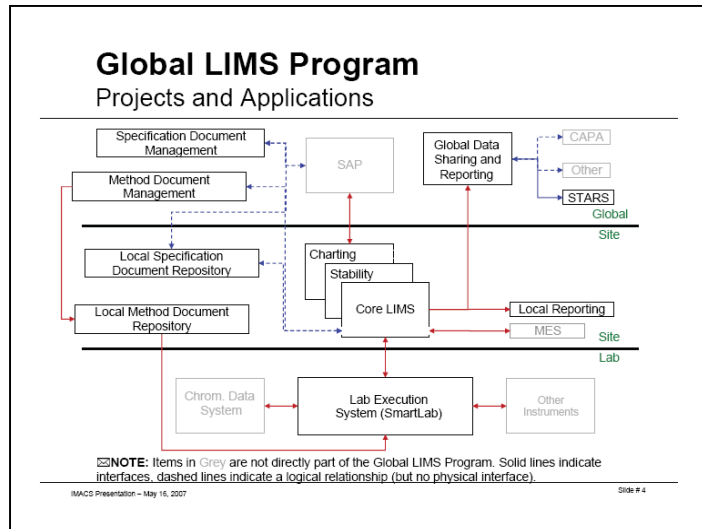 Global LIMS Program
Projects and Applications
Specification Document
Management
SAP
Global Data
Sharing and
Reporting
CAPA
Other
STARS
Method Document
Management
Global
Site
Local Specification
Document Repository
Charting
Stability
Core LIMS
Local Method Document
Repository
Local Reporting
MES
Site
Lab
Chrom. Data
System
Lab Execution
System (SmartLab)
Other
Instruments
NOTE: Items in Grey are not directly part of the Global LIMS Program. Solid lines indicate
interfaces, dashed lines indicate a logical relationship (but no physical interface).
IMACS Presentation – May 16, 2007
Slide # 4